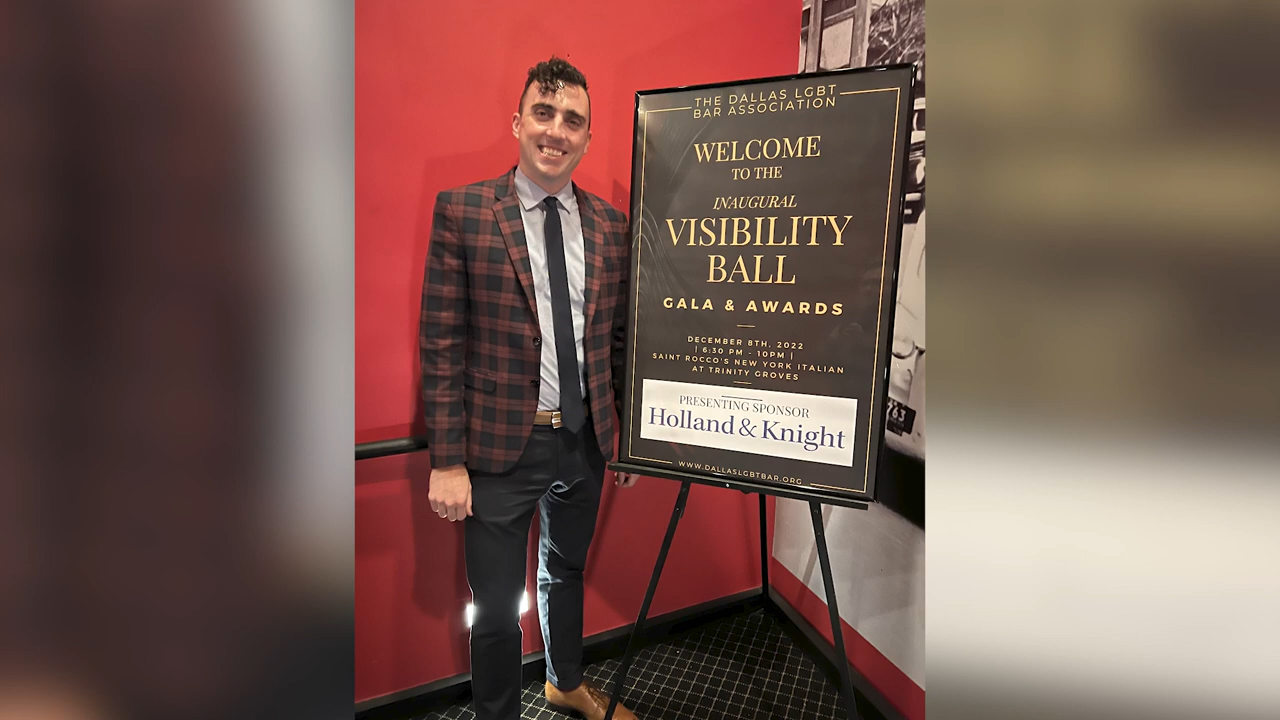 THE DALLAS LGBT
BAR ASSOCIATION
WELCOME
TO THE
INAUGURAL
VISIBILITY
BALL
GALA & AWARDS
DECEMBER 8TH, 2022
| 6:30 PM - 10PM |
SAINT ROCCO'S NEW YORK ITALIAN
AT TRINITY GROVES
PRESENTING SPONSOR
Holland & Knight
WWW.DALLASLGBTBAR.ORG